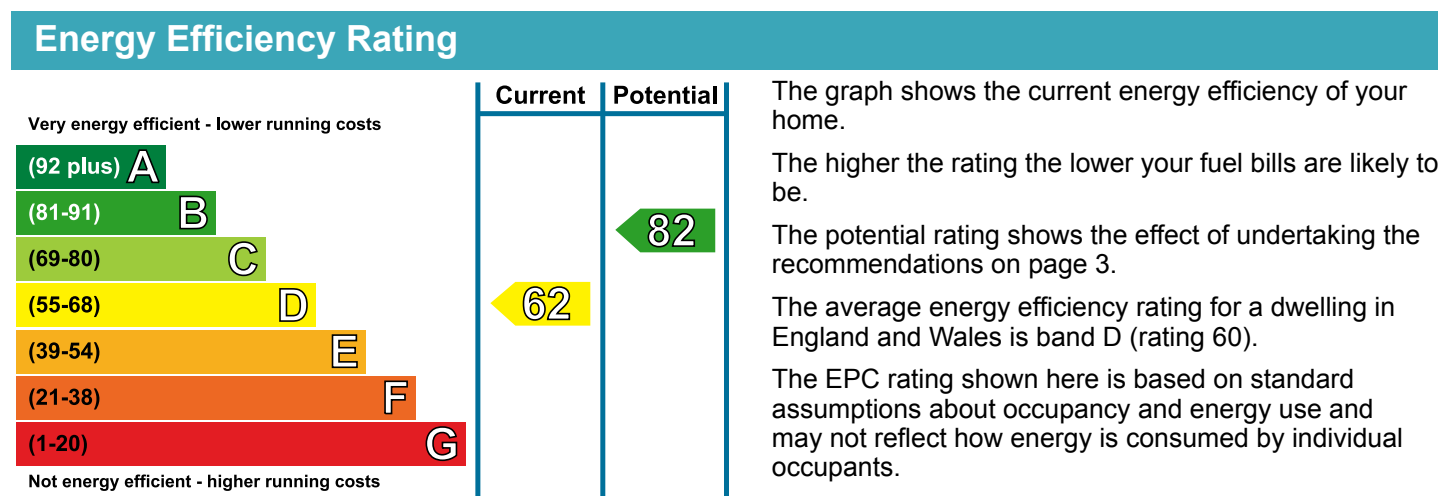 Energy Efficiency Rating
Current Potential
Very energy efficient - lower running costs
(92 plus) A
(81-91) B
(69-80) C
(55-68) D
(39-54) E
(21-38) F
(1-20) G
Not energy efficient - higher running costs
62
82
The graph shows the current energy efficiency of your
home.
The higher the rating the lower your fuel bills are likely to
be.
The potential rating shows the effect of undertaking the
recommendations on page 3.
The average energy efficiency rating for a dwelling in
England and Wales is band D (rating 60).
The EPC rating shown here is based on standard
assumptions about occupancy and energy use and
may not reflect how energy is consumed by individual
occupants.